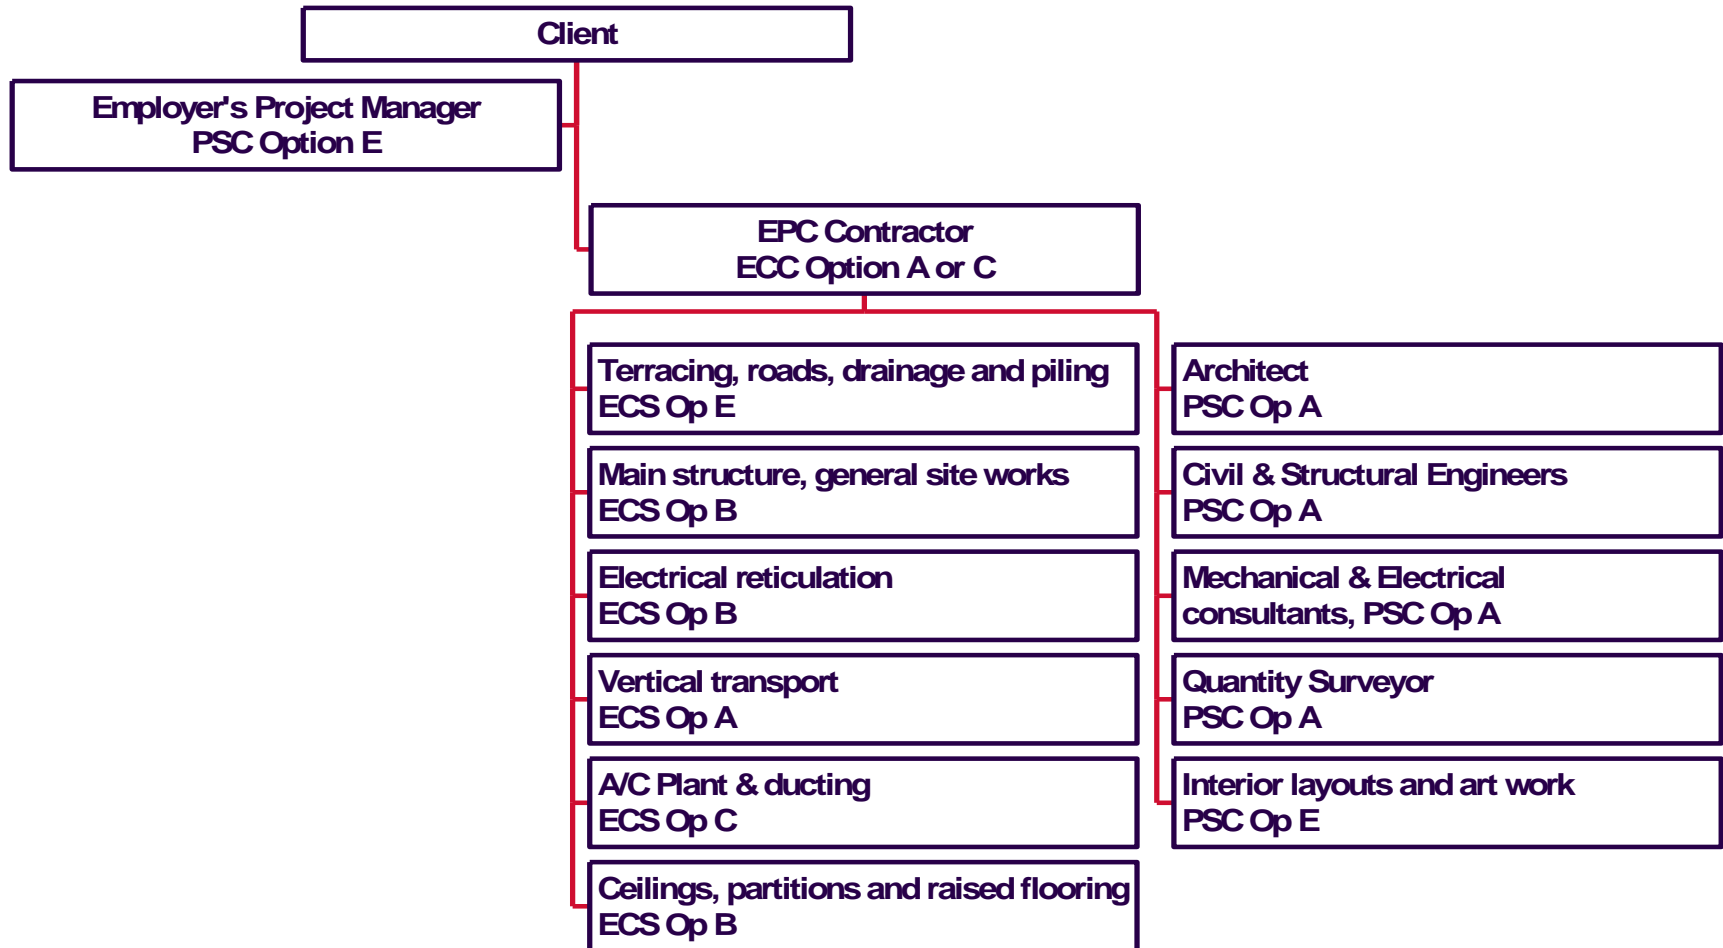 Client
Employer's Project Manager
PSC Option E
EPC Contractor
ECC Option A or C
Terracing, roads, drainage and piling
ECS Op E
Main structure, general site works
ECS Op B
Electrical reticulation
ECS Op B
Vertical transport
ECS Op A
A/C Plant & ducting
ECS Op C
Ceilings, partitions and raised flooring
ECS Op B
Architect
PSC Op A
Civil & Structural Engineers
PSC Op A
Mechanical & Electrical
consultants, PSC Op A
Quantity Surveyor
PSC Op A
Interior layouts and art work
PSC Op E